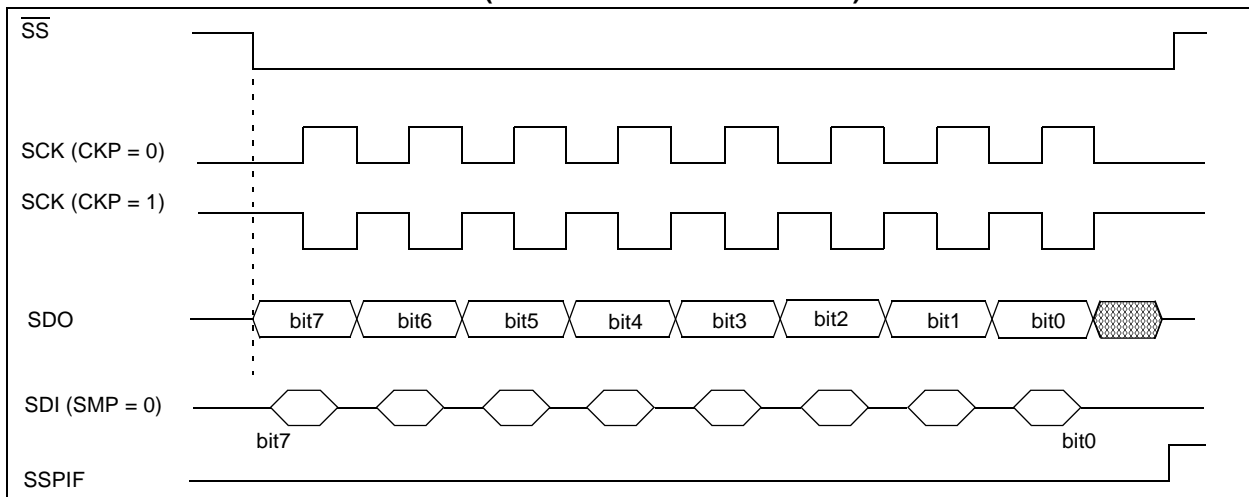 SS
SCK (CKP = 0)
SCK (CKP = 1)
SDO bit7 bit6 bit5 bit4 bit3 bit2 bit1 bit0
SDI (SMP = 0)
bit7 bit0
SSPIF